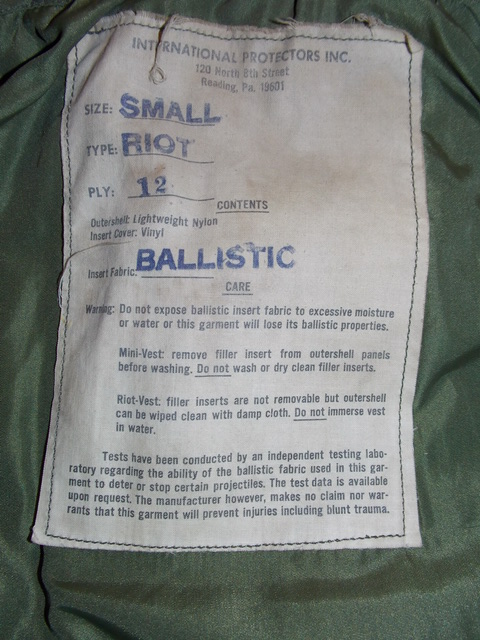 INTERNATIONAL PROTECTORS INC.
120 North 8th Street
Reading, Pa. 19601
SIZE: SMALL
TYPE: RIOT
PLY: 12
CONTENTS
Outershell: Lightweight Nylon
Insert Cover: Vinyl
Insert Fabric: BALLISTIC
CARE
Warning: Do not expose ballistic insert fabric to excessive moisture
or water or this garment will lose its ballistic properties.
Mini-Vest: remove filler insert from outershell panels
before washing. Do not wash or dry clean filler inserts.
Riot-Vest: filler inserts are not removable but outershell
can be wiped clean with damp cloth. Do not immerse vest
in water.
Tests have been conducted by an independent testing labo-
ratory regarding the ability of the ballistic fabric used in this gar-
ment to deter or stop certain projectiles. The test data is available
upon request. The manufacturer however, makes no claim nor war-
rants that this garment will prevent injuries including blunt trauma.